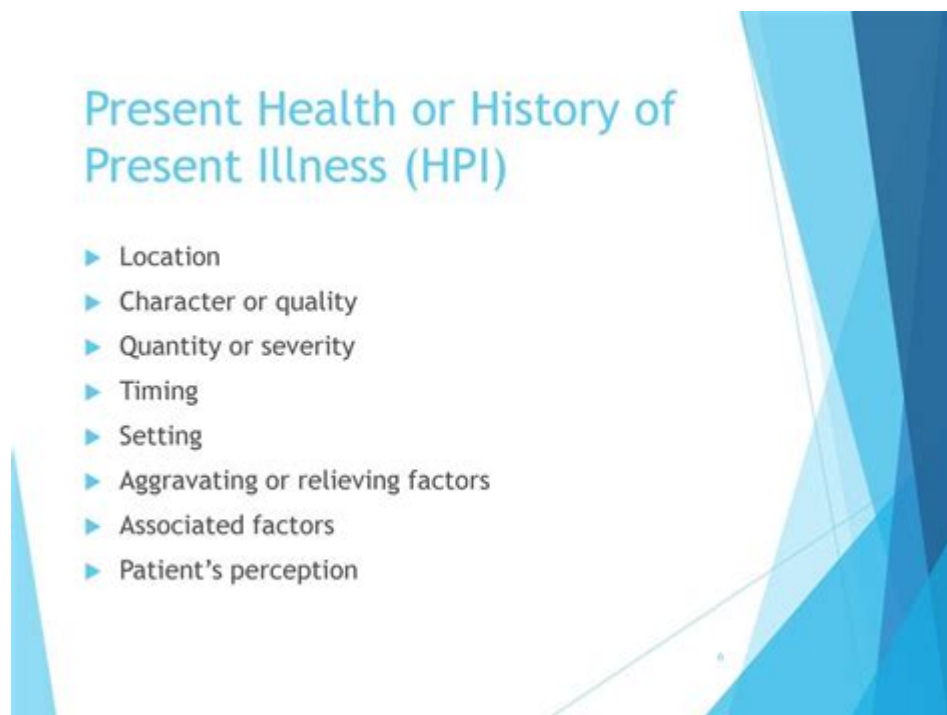 Present Health or History of
Present Illness (HPI)
Location
Character or quality
Quantity or severity
Timing
Setting
Aggravating or relieving factors
Associated factors
Patient's perception